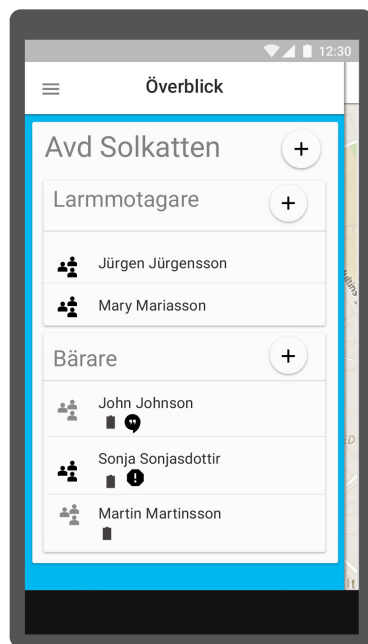 12:30
Överblick
Avd Solkatten
+
Larmmotagare
+
Jürgen Jürgensson
Mary Mariasson
Bärare
+
John Johnson
Sonja Sonjasdottir
Martin Martinsson